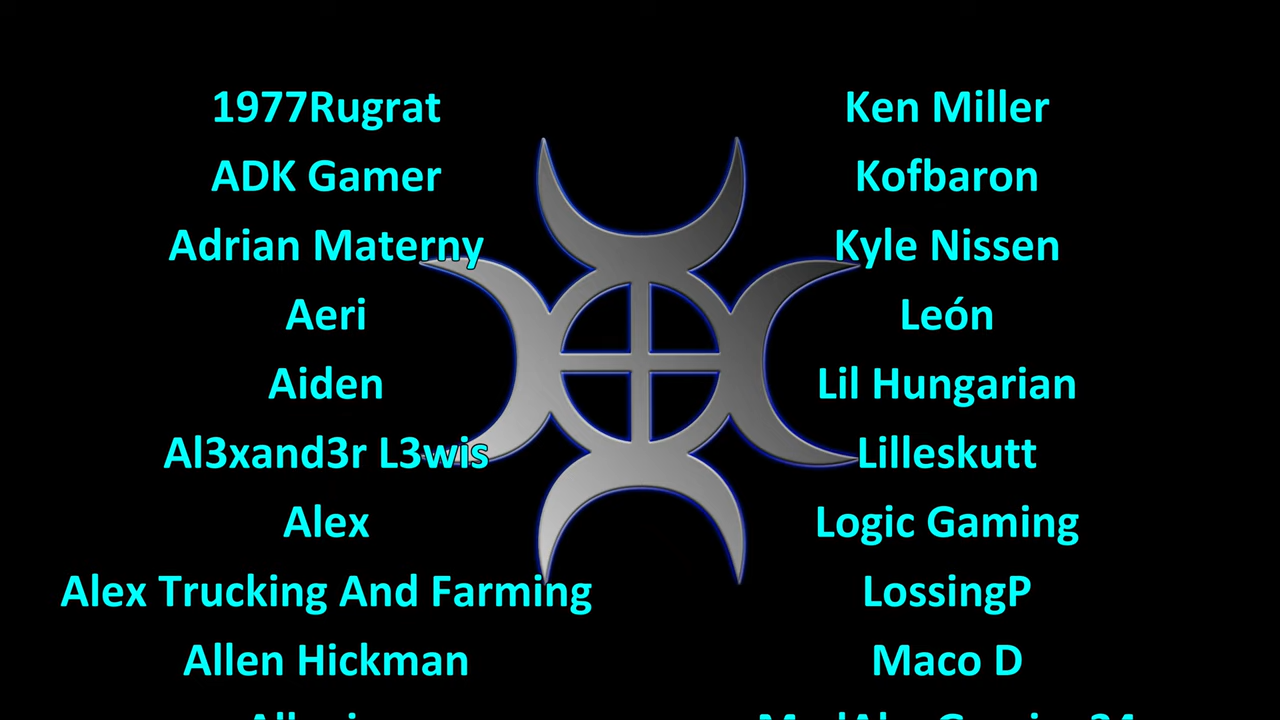 1977Rugrat
ADK Gamer
Adrian Materny
Aeri
Aiden
Al3xand3r L3wis
Alex
Alex Trucking And Farming
Allen Hickman
Ken Miller
Kofbaron
Kyle Nissen
León
Lil Hungarian
Lilleskutt
Logic Gaming
LossingP
Maco D